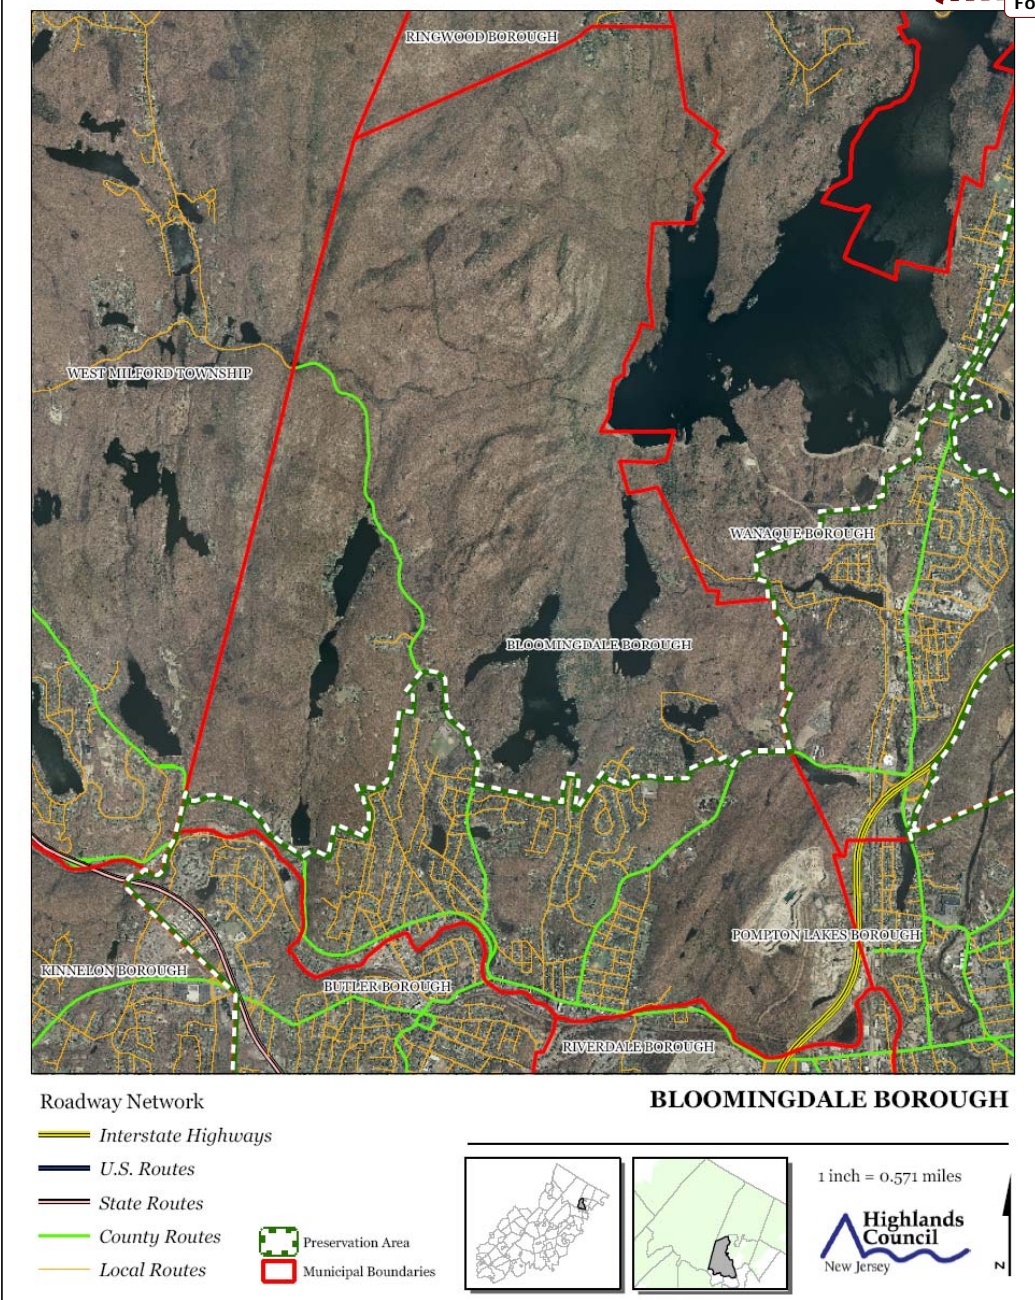 Fo
RINGWOOD BOROUGH
WEST MILFORD TOWNSHIP
WANAQUE BOROUGH
BLOOMINGDALE BOROUGH
POMPTON LAKES BOROUGH
KINNELON BOROUGH
BUTLER BOROUGH
RIVERDALE BOROUGH
Roadway Network
Interstate Highways
U.S. Routes
State Routes
County Routes
Local Routes
Preservation Area
Municipal Boundaries
BLOOMINGDALE BOROUGH
1 inch = 0.571 miles
Highlands
Council
New Jersey
N